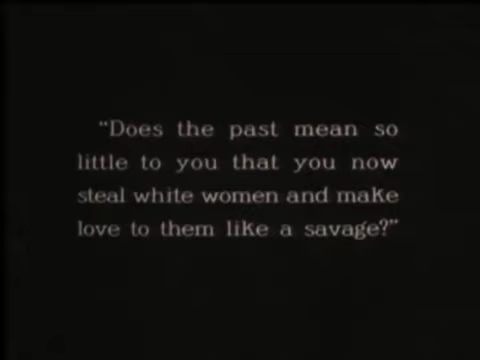 “Does the past mean so
little to you that you now
steal white women and make
love to them like a savage?”